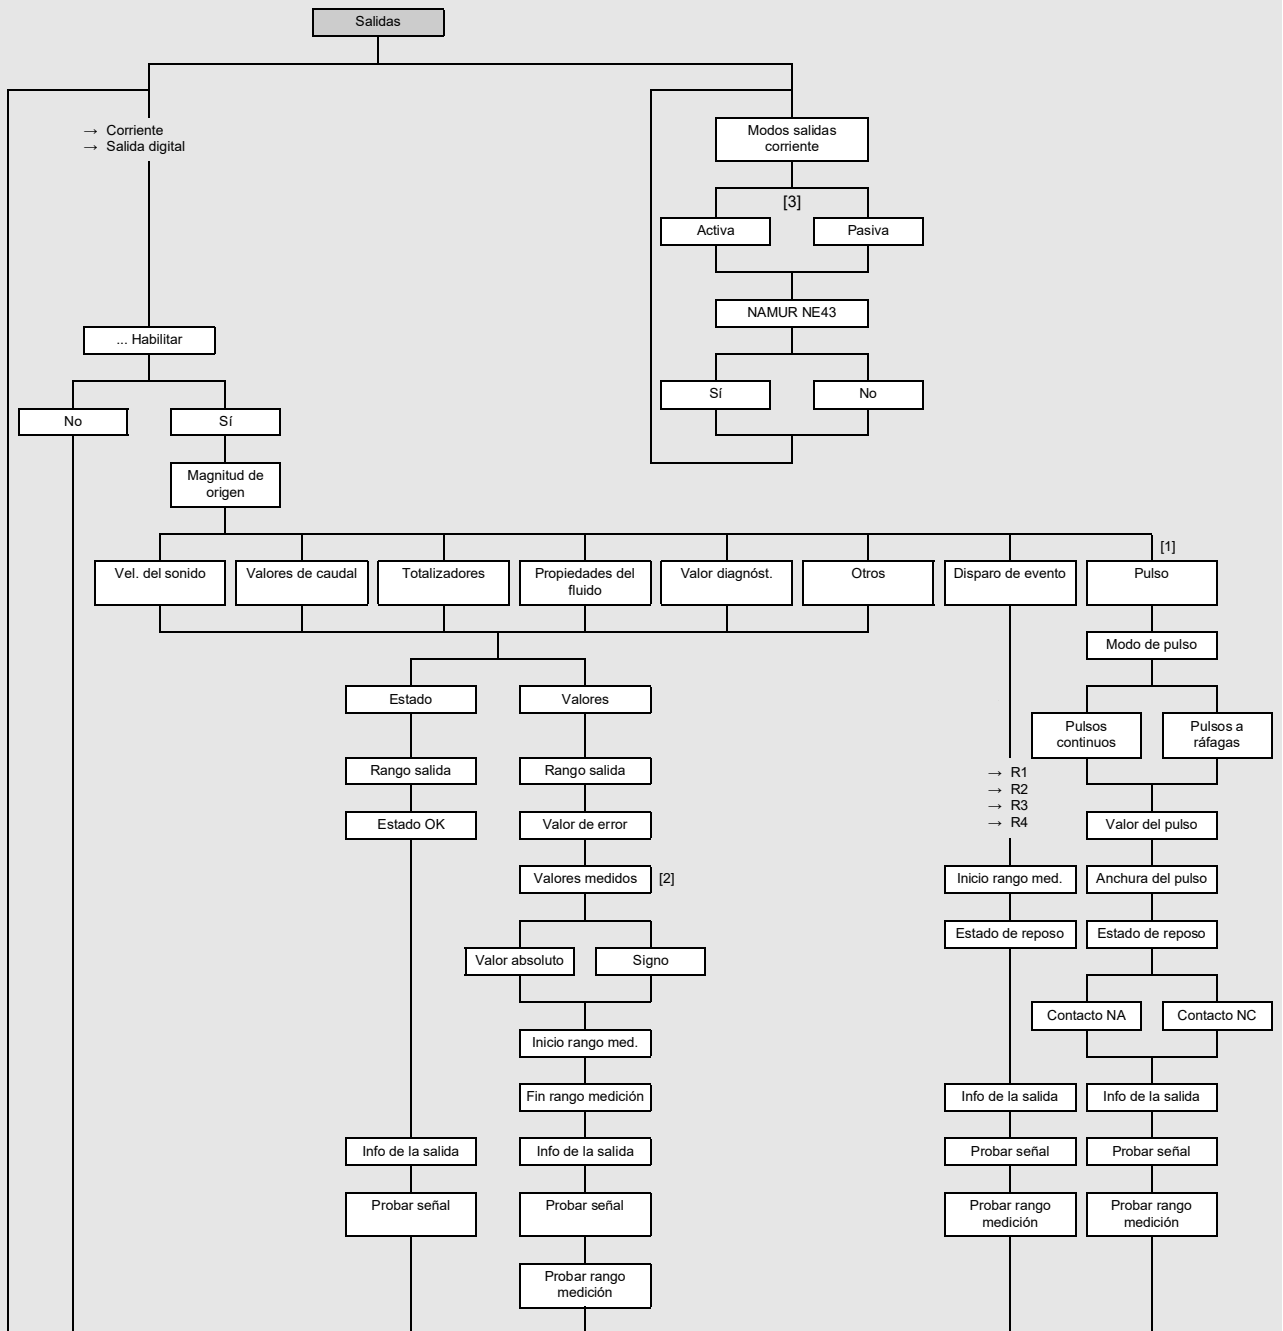 Salidas
→ Corriente
→ Salida digital
Modos salidas
corriente
[3]
Activa
Pasiva
NAMUR NE43
... Habilitar
Sí
No
No
Sí
Magnitud de
origen
[1]
Vel. del sonido
Valores de caudal
Totalizadores
Propiedades del
fluido
Valor diagnóst.
Otros
Disparo de evento
Pulso
Modo de pulso
Estado
Valores
Pulsos
continuos
Pulsos a
ráfagas
Rango salida
Rango salida
→ R1
→ R2
→ R3
→ R4
Estado OK
Valor de error
Valor del pulso
Valores medidos
[2]
Inicio rango med.
Anchura del pulso
Estado de reposo
Estado de reposo
Valor absoluto
Signo
Contacto NA
Contacto NC
Inicio rango med.
Fin rango medición
Info de la salida
Info de la salida
Info de la salida
Info de la salida
Probar señal
Probar señal
Probar señal
Probar señal
Probar rango
medición
Probar rango
medición
Probar rango
medición